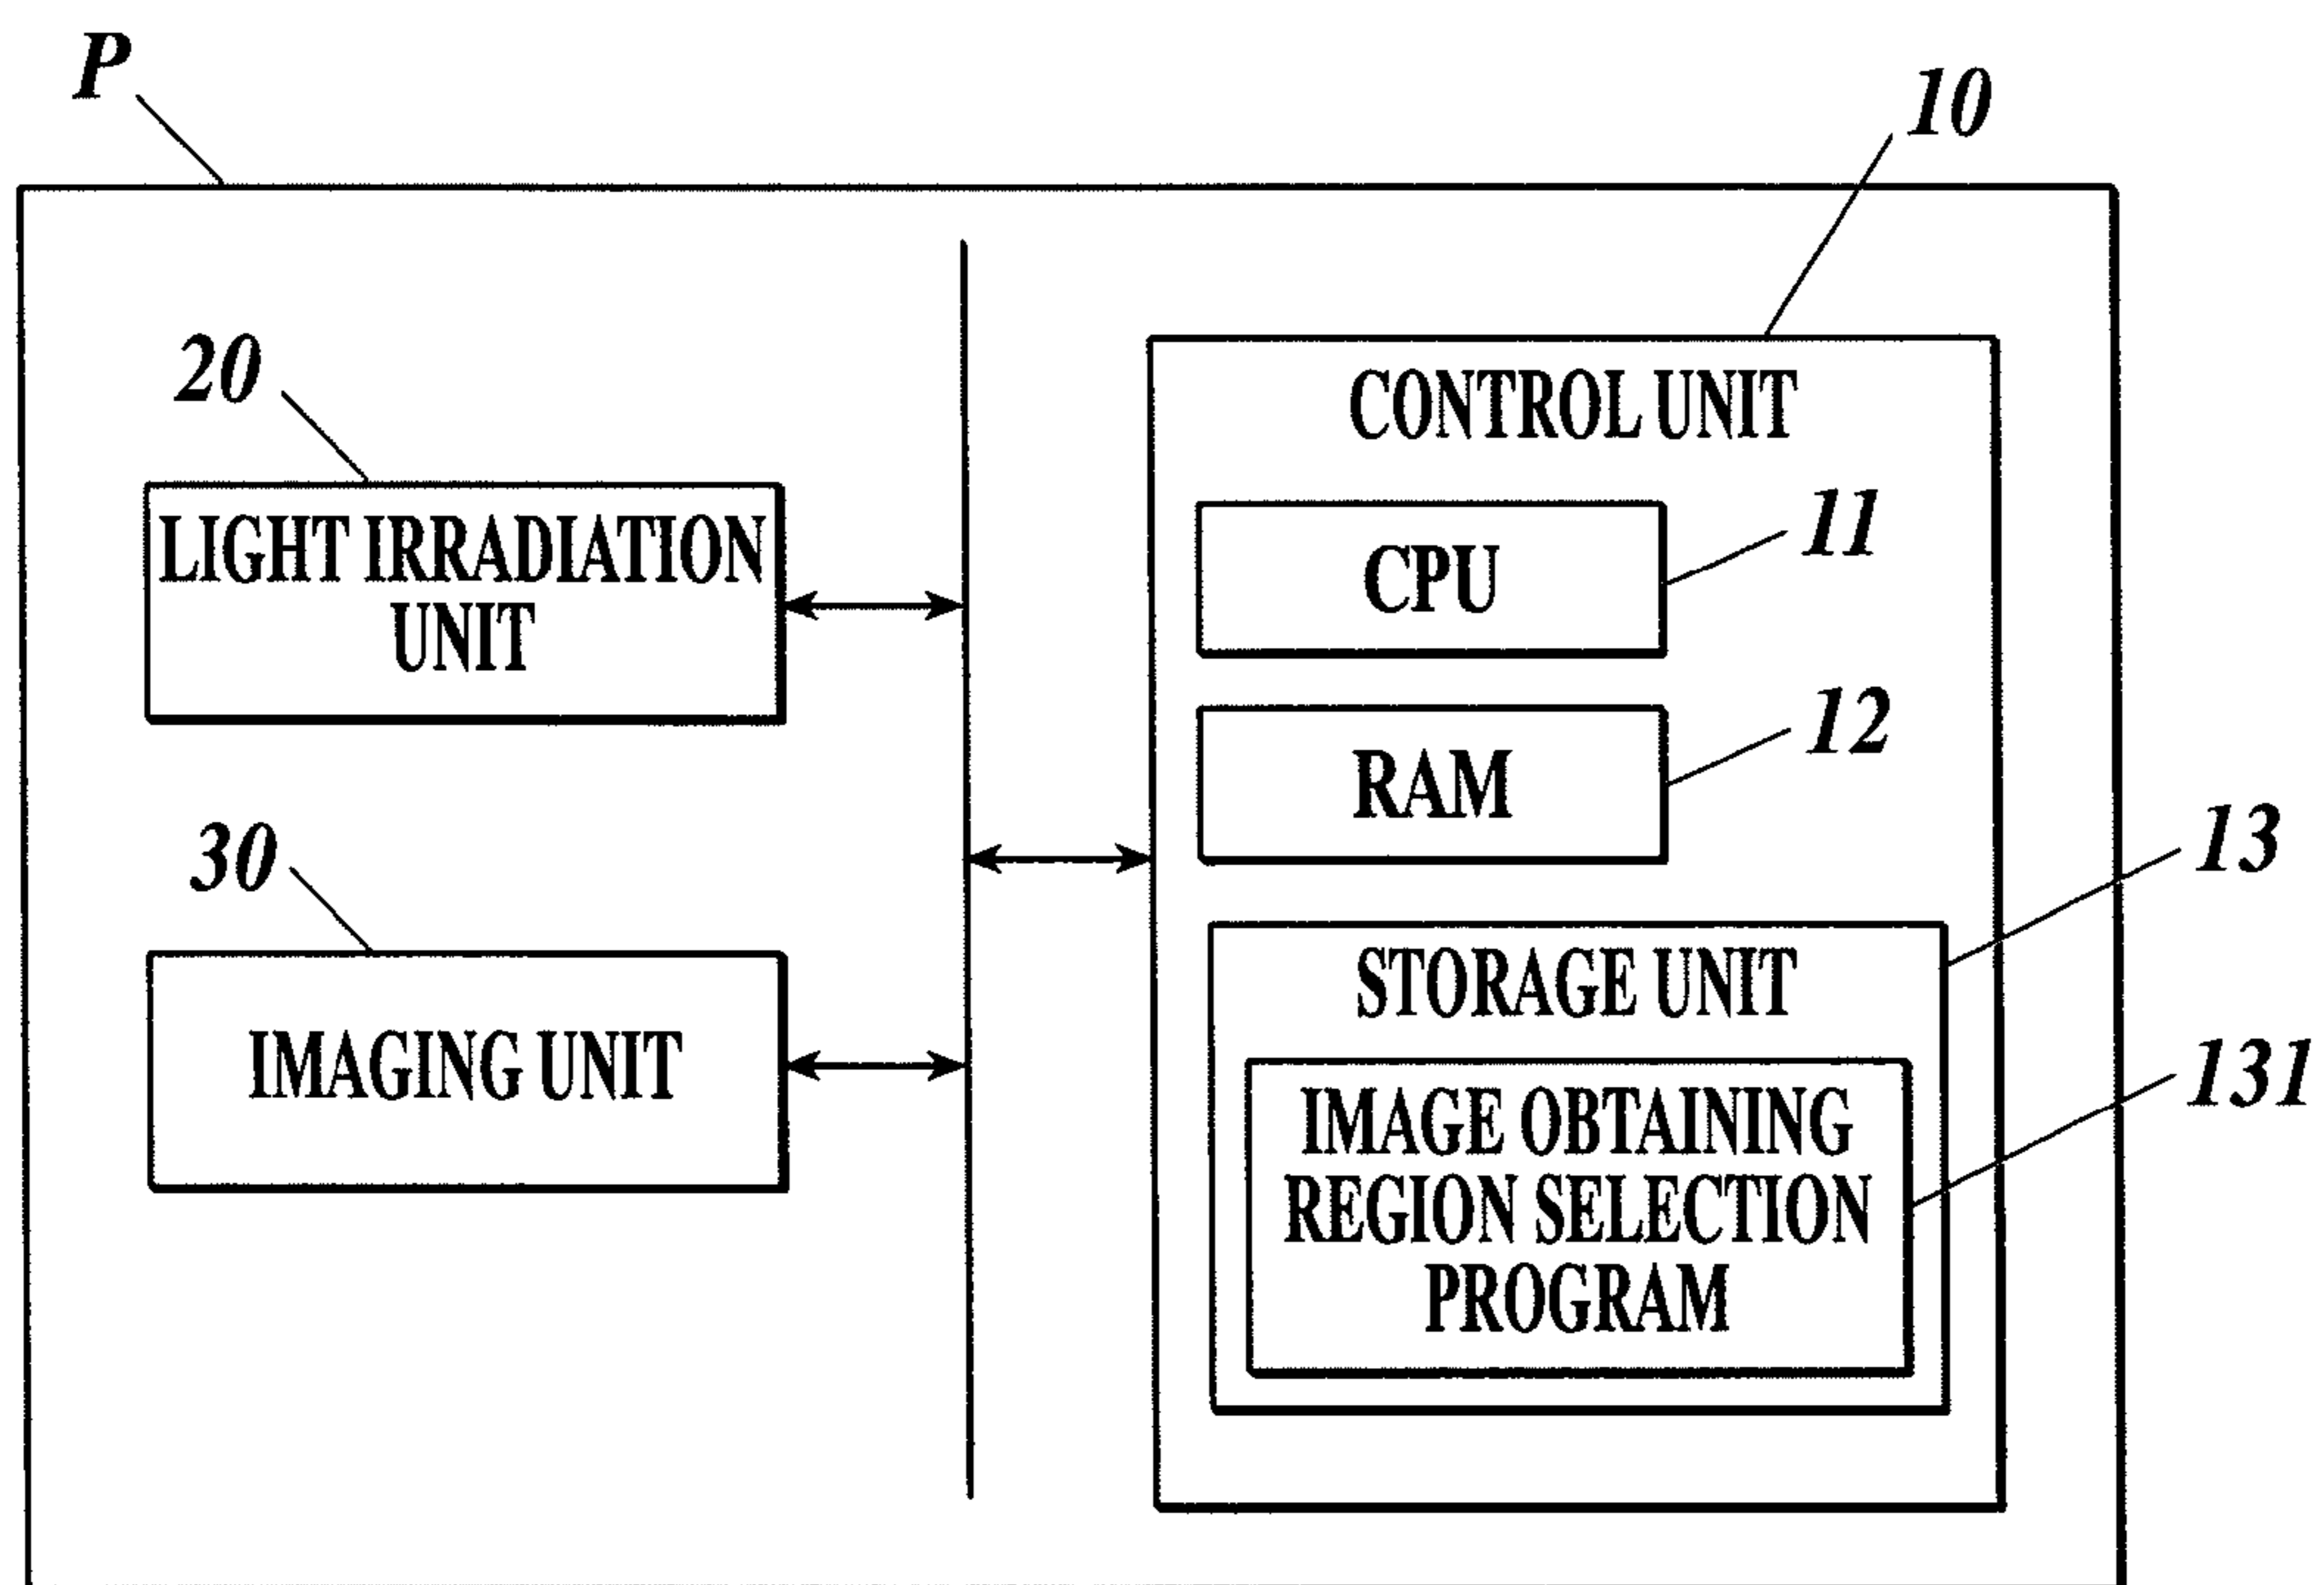 P
10
20
CONTROL UNIT
LIGHT IRRADIATION
UNIT
CPU
11
RAM
12
30
13
IMAGING UNIT
STORAGE UNIT
IMAGE OBTAINING
REGION SELECTION
PROGRAM
131